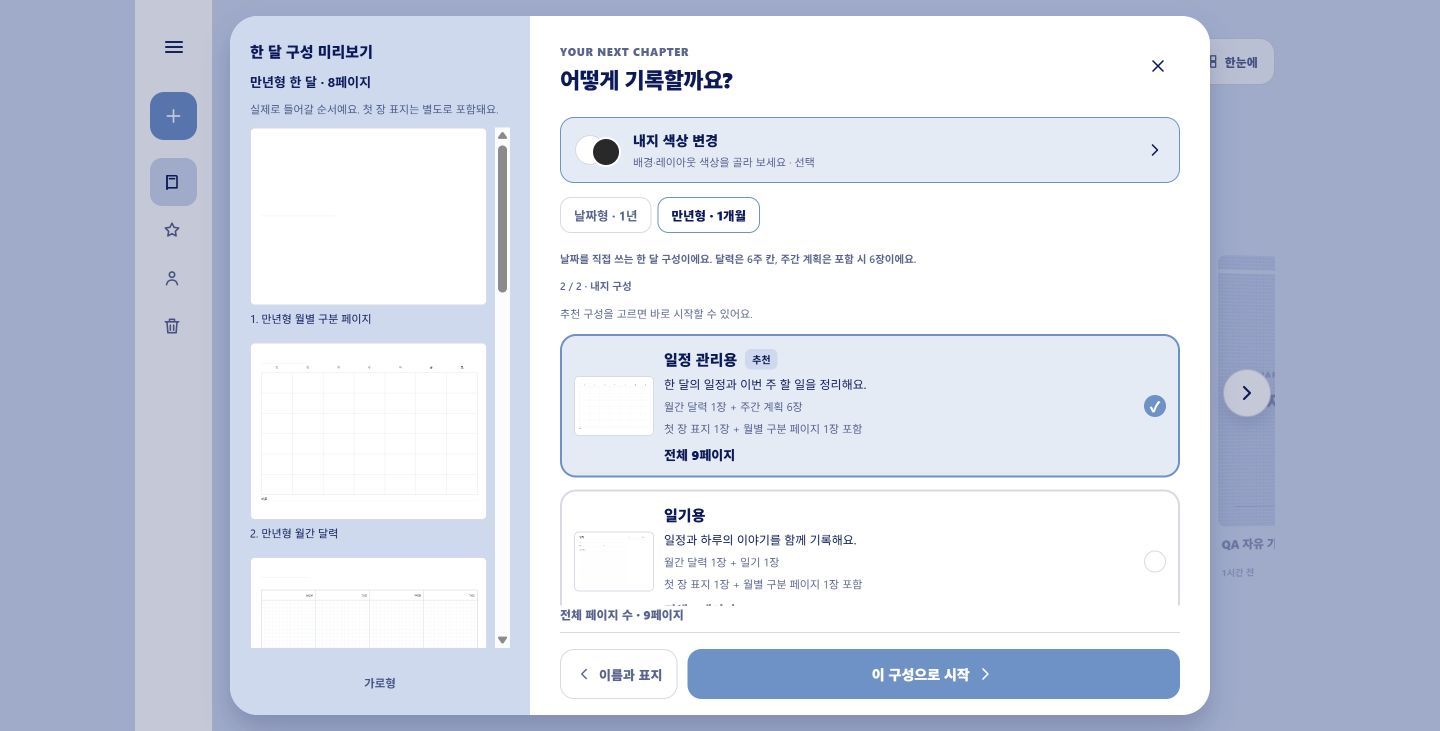 한 달 구성 미리보기
만년형 한 달 · 8페이지
실제로 들어갈 순서예요. 첫 장 표지는 별도로 포함돼요.
1. 만년형 월별 구분 페이지
2. 만년형 월간 달력
가로형
YOUR NEXT CHAPTER
어떻게 기록할까요?
내지 색상 변경
배경·레이아웃 색상을 골라 보세요 · 선택
날짜형 · 1년
만년형 · 1개월
날짜를 직접 쓰는 한 달 구성이에요. 달력은 6주 칸, 주간 계획은 포함 시 6장이에요.
2 / 2 · 내지 구성
추천 구성을 고르면 바로 시작할 수 있어요.
일정 관리용 추천
한 달의 일정과 이번 주 할 일을 정리해요.
월간 달력 1장 + 주간 계획 6장
첫 장 표지 1장 + 월별 구분 페이지 1장 포함
전체 9페이지
일기용
일정과 하루의 이야기를 함께 기록해요.
월간 달력 1장 + 일기 1장
첫 장 표지 1장 + 월별 구분 페이지 1장 포함
전체 페이지 수 · 9페이지
이름과 표지
이 구성으로 시작
한눈에
QA 자유
1시간 전